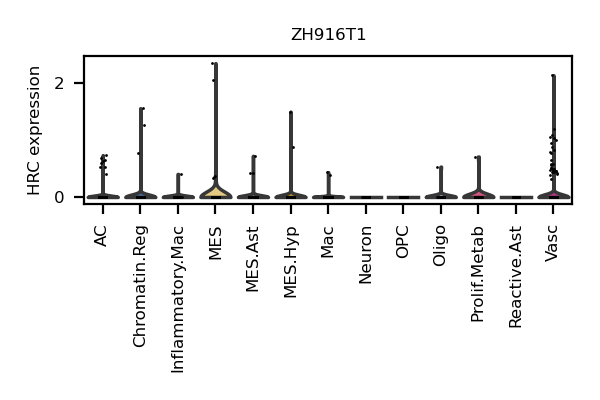 ZH916T1
HRC expression
2
0
AC
Chromatin.Reg
Inflammatory.Mac
MES
MES.Ast
MES.Hyp
Mac
Neuron
OPC
Oligo
Prolif.Metab
Reactive.Ast
Vasc